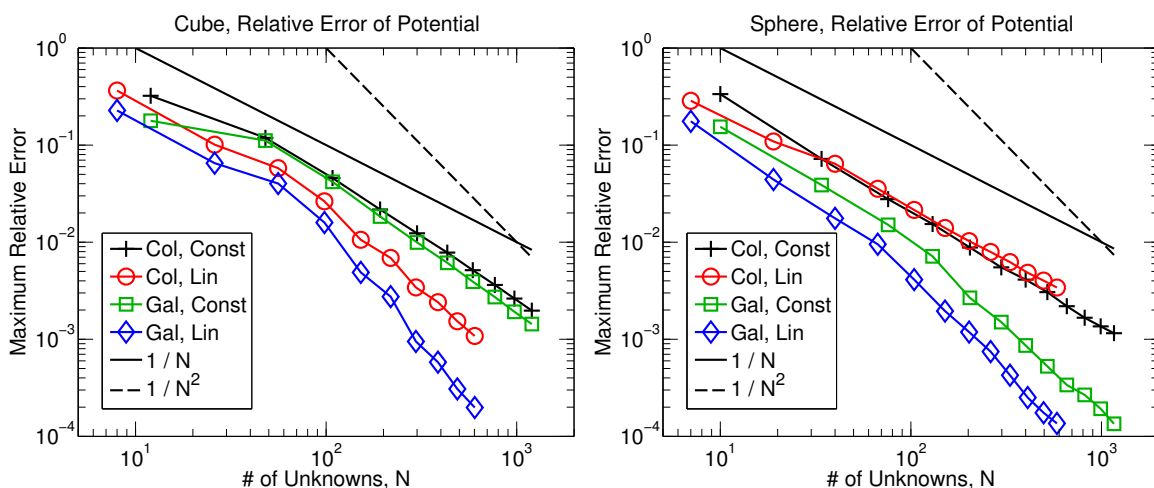 Cube, Relative Error of Potential
Maximum Relative Error
10^0
10^-1
10^-2
10^-3
10^-4
Col, Const
Col, Lin
Gal, Const
Gal, Lin
1 / N
1 / N^2
10^1
10^2
10^3
# of Unknowns, N
Sphere, Relative Error of Potential
Maximum Relative Error
10^0
10^-1
10^-2
10^-3
10^-4
Col, Const
Col, Lin
Gal, Const
Gal, Lin
1 / N
1 / N^2
10^1
10^2
10^3
# of Unknowns, N